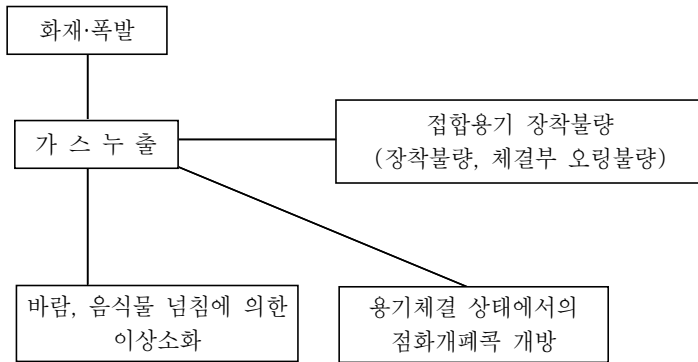 화재·폭발
가 스 누 출
접합용기 장착불량
(장착불량, 체결부 오링불량)
바람, 음식물 넘침에 의한
이상소화
용기체결 상태에서의
점화개폐콕 개방